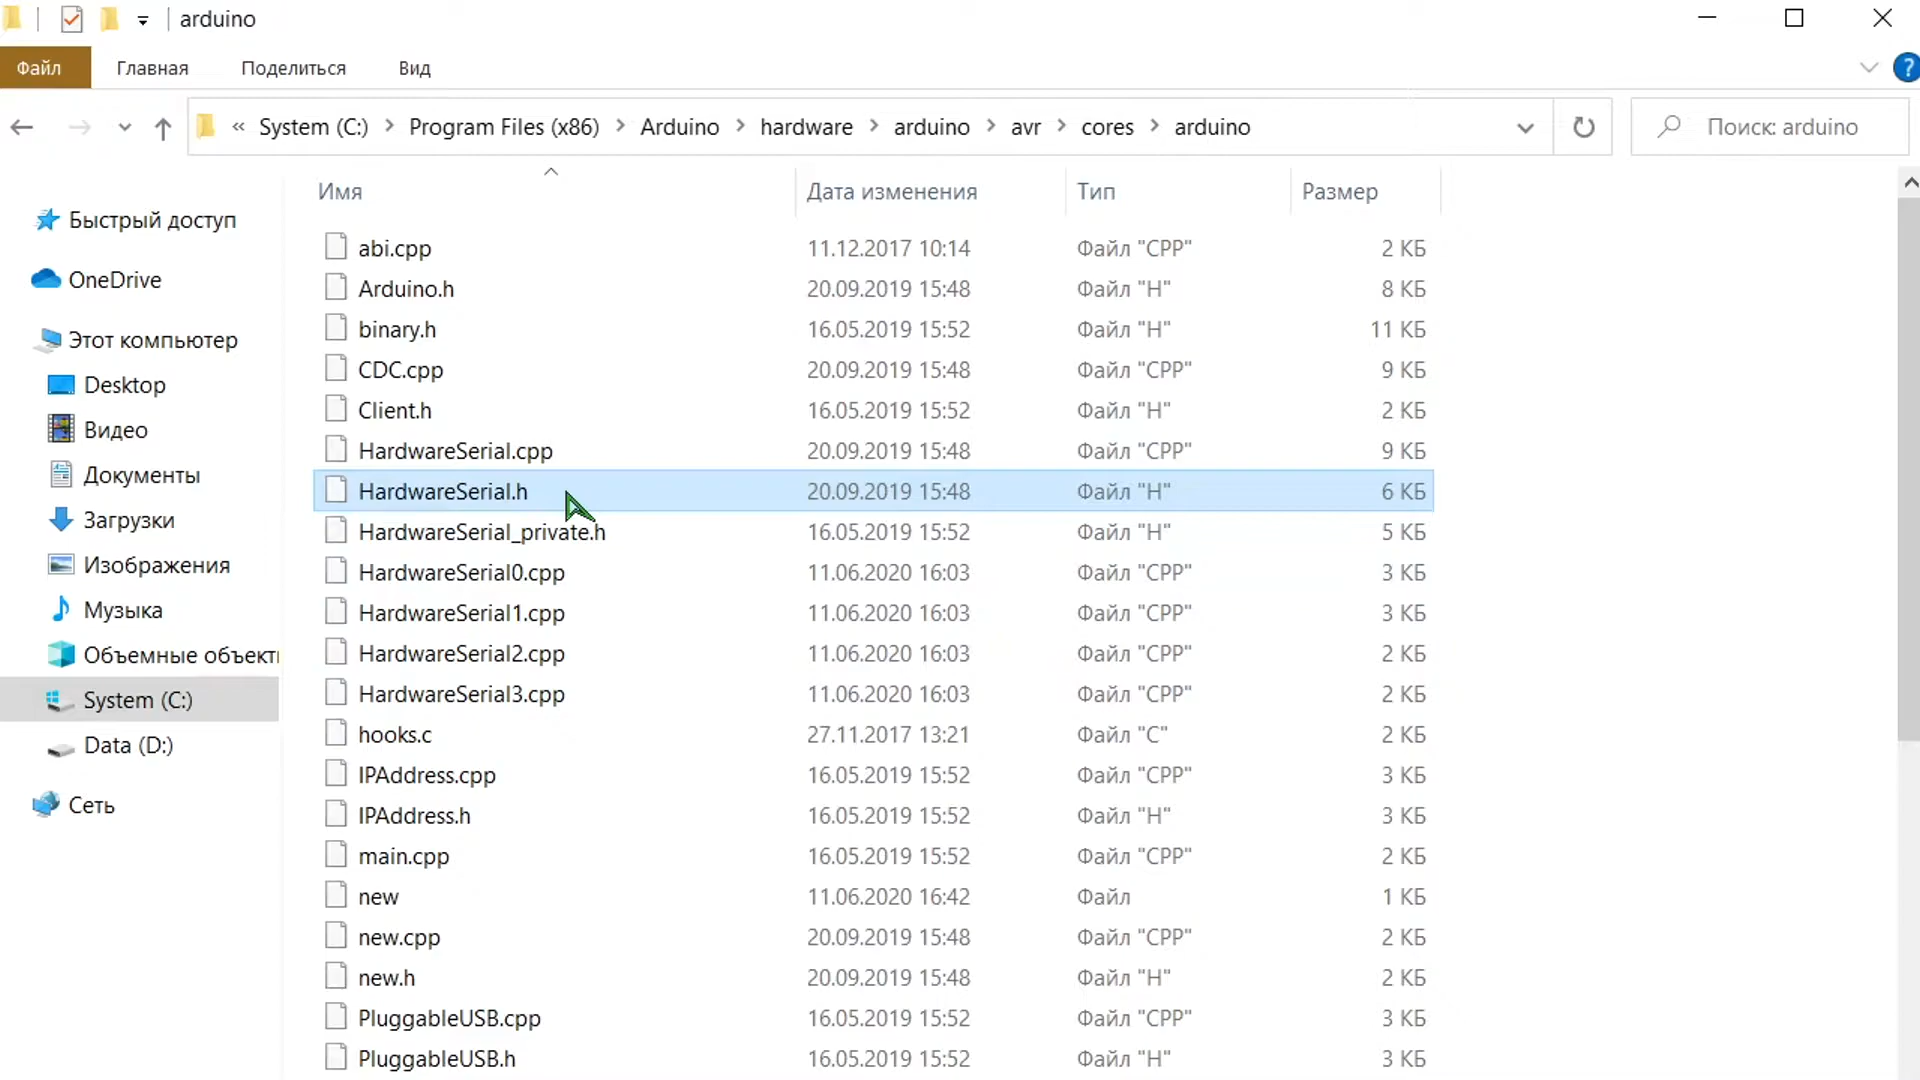 arduino
Файл Главная Поделиться Вид ?
« System (C:) > Program Files (x86) > Arduino > hardware > arduino > avr > cores > arduino Поиск: arduino
Имя Дата изменения Тип Размер
Быстрый доступ
OneDrive
Этот компьютер
Desktop
Видео
Документы
Загрузки
Изображения
Музыка
Объемные объект
System (C:)
Data (D:)
Сеть
abi.cpp 11.12.2017 10:14 Файл "CPP" 2 КБ
Arduino.h 20.09.2019 15:48 Файл "H" 8 КБ
binary.h 16.05.2019 15:52 Файл "H" 11 КБ
CDC.cpp 20.09.2019 15:48 Файл "CPP" 9 КБ
Client.h 16.05.2019 15:52 Файл "H" 2 КБ
HardwareSerial.cpp 20.09.2019 15:48 Файл "CPP" 9 КБ
HardwareSerial.h 20.09.2019 15:48 Файл "H" 6 КБ
HardwareSerial_private.h 16.05.2019 15:52 Файл "H" 5 КБ
HardwareSerial0.cpp 11.06.2020 16:03 Файл "CPP" 3 КБ
HardwareSerial1.cpp 11.06.2020 16:03 Файл "CPP" 3 КБ
HardwareSerial2.cpp 11.06.2020 16:03 Файл "CPP" 2 КБ
HardwareSerial3.cpp 11.06.2020 16:03 Файл "CPP" 2 КБ
hooks.c 27.11.2017 13:21 Файл "C" 2 КБ
IPAddress.cpp 16.05.2019 15:52 Файл "CPP" 3 КБ
IPAddress.h 16.05.2019 15:52 Файл "H" 3 КБ
main.cpp 16.05.2019 15:52 Файл "CPP" 2 КБ
new 11.06.2020 16:42 Файл 1 КБ
new.cpp 20.09.2019 15:48 Файл "CPP" 2 КБ
new.h 20.09.2019 15:48 Файл "H" 2 КБ
PluggableUSB.cpp 16.05.2019 15:52 Файл "CPP" 3 КБ
PluggableUSB.h 16.05.2019 15:52 Файл "H" 3 КБ